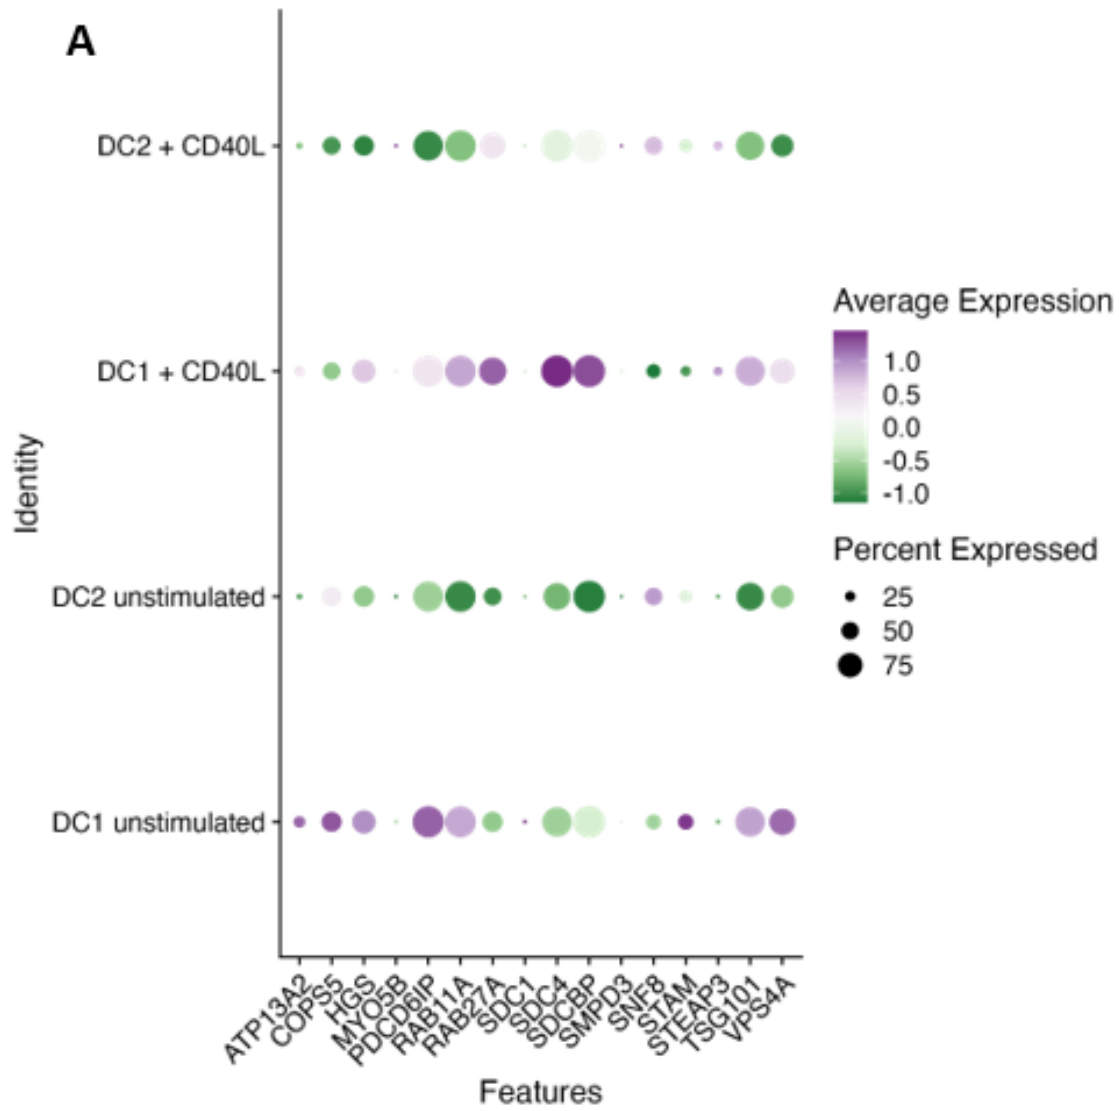 A
DC2 + CD40L
DC1 + CD40L
DC2 unstimulated
DC1 unstimulated
Identity
ATP13A2
COPS5
HGS
MYO5B
PDCD6IP
RAB11A
RAB27A
SDC1
SDC4
SDCBP
SMPD3
SNF8
STAM
STEAP3
TSG101
VPS4A
Features
Average Expression
1.0
0.5
0.0
-0.5
-1.0
Percent Expressed
25
50
75